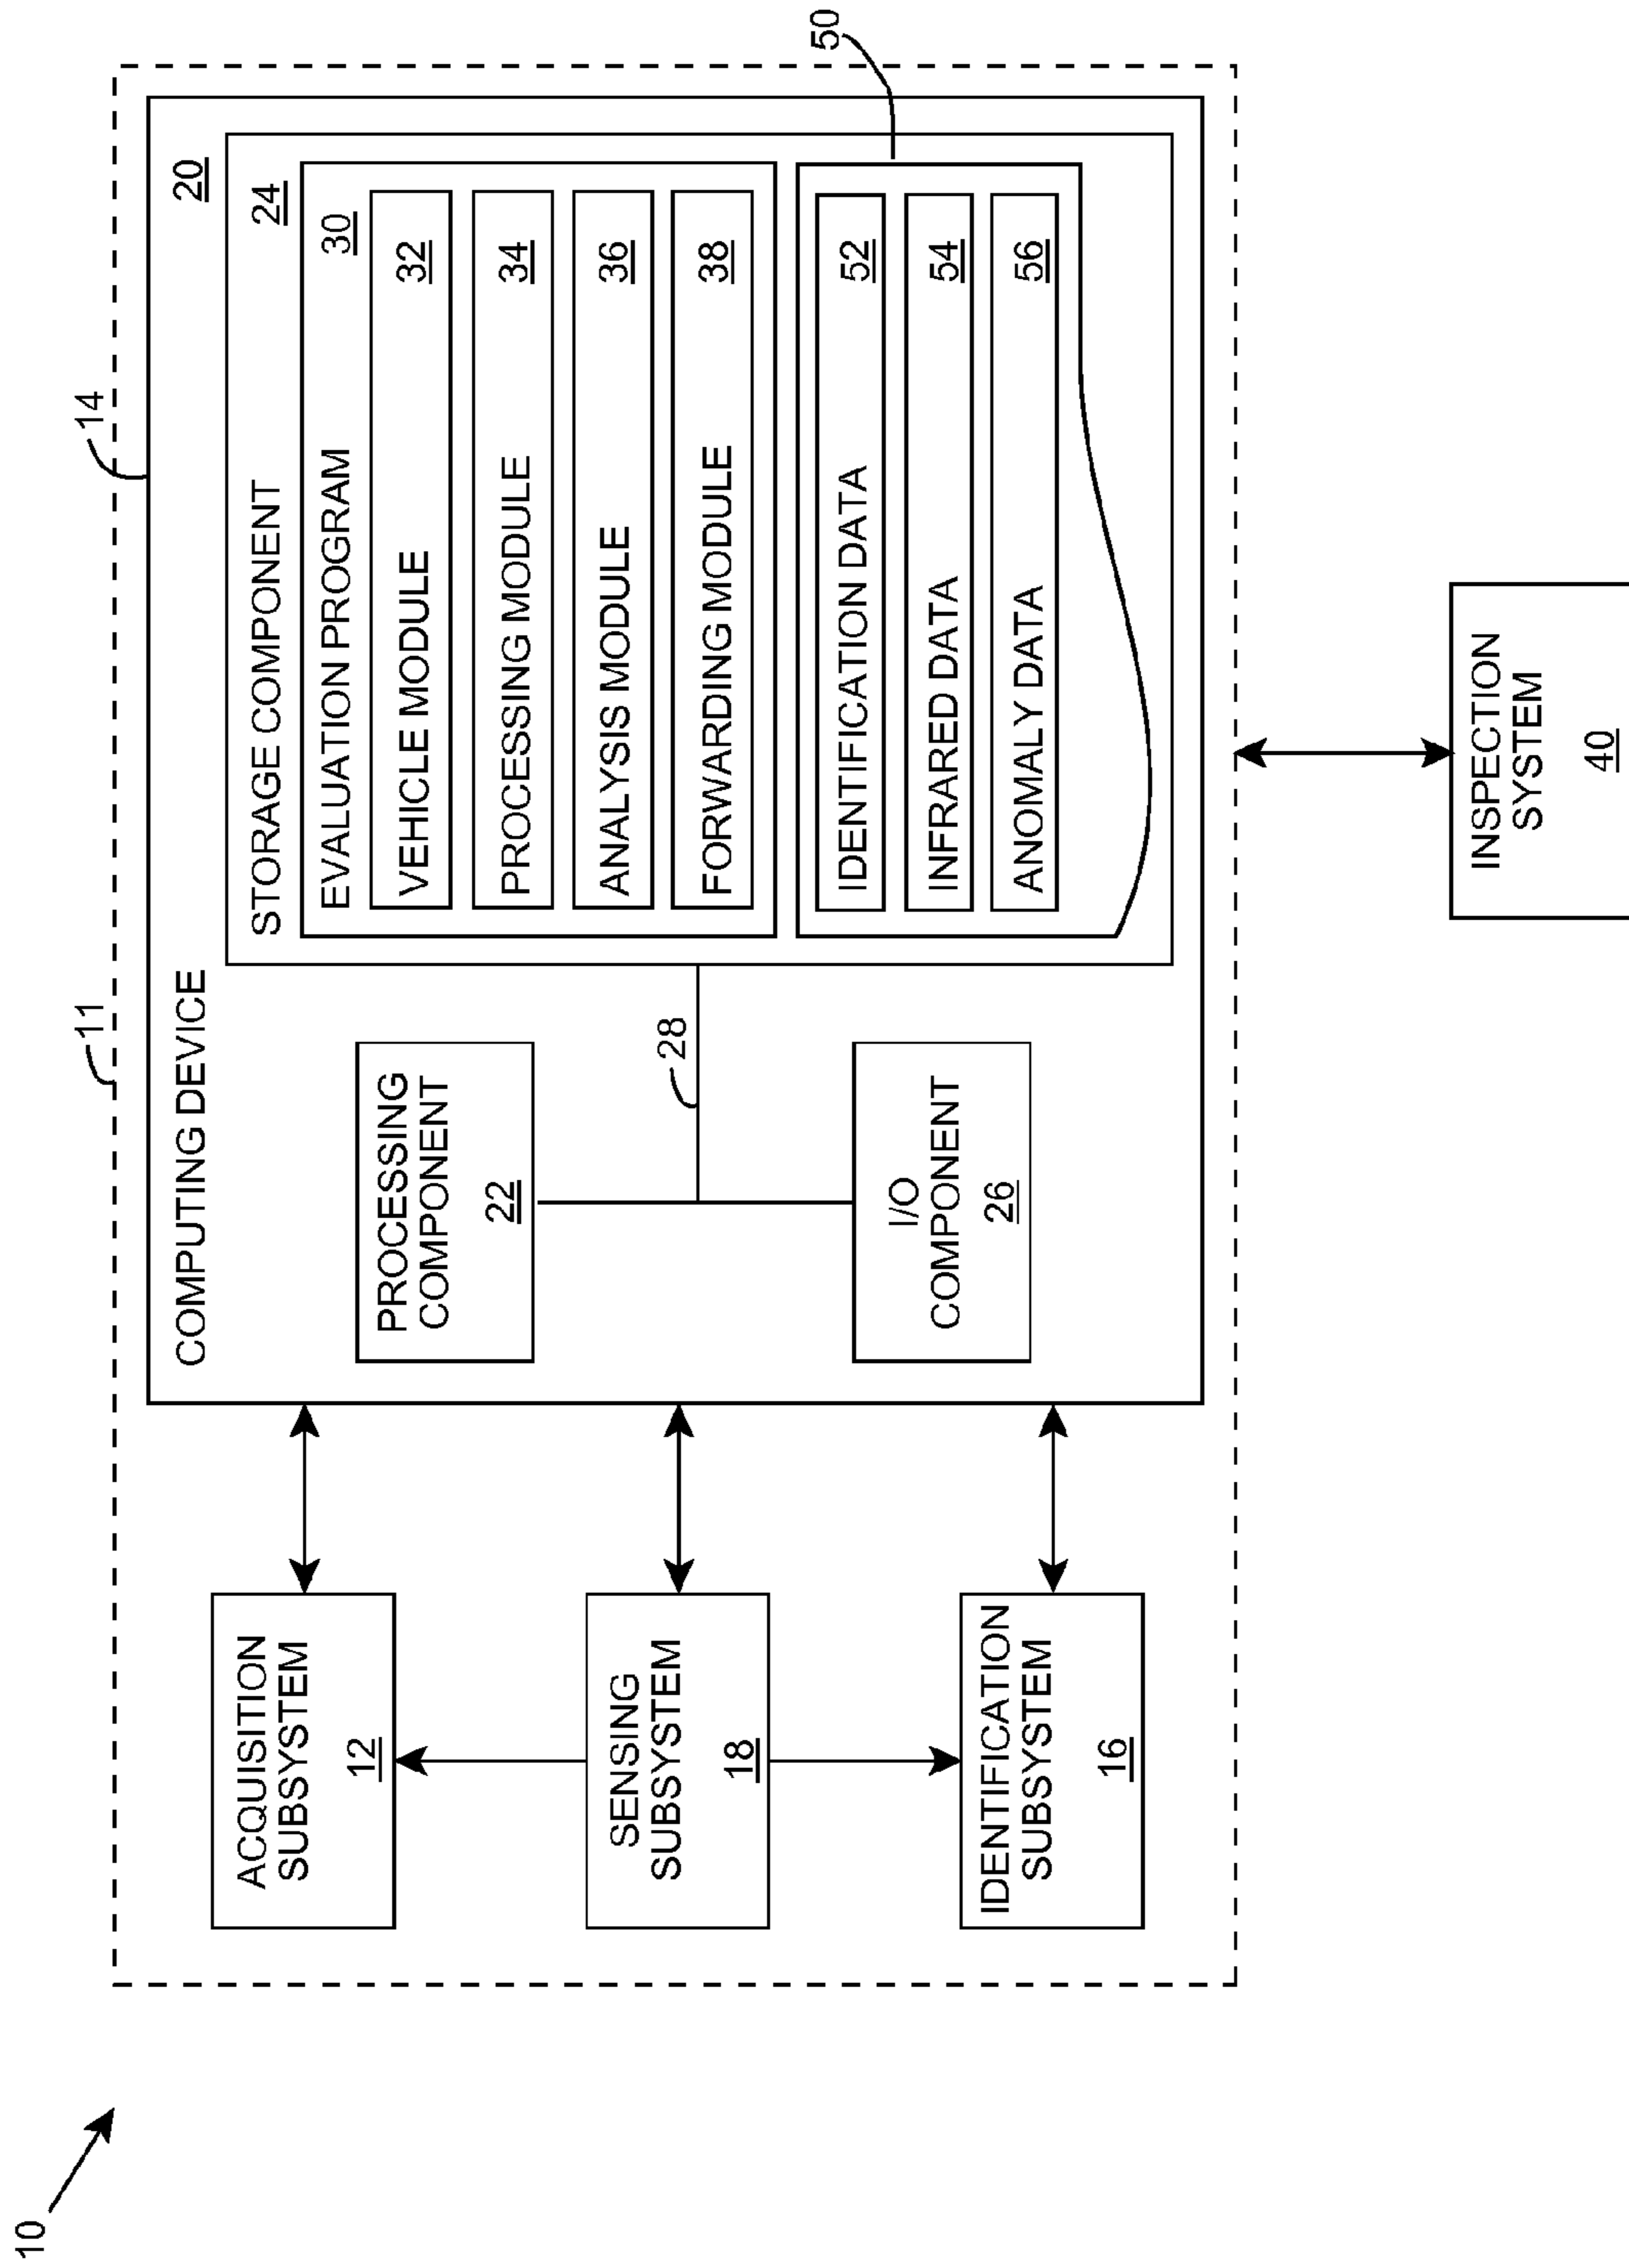 10
11
14
COMPUTING DEVICE
20
ACQUISITION
SUBSYSTEM
12
SENSING
SUBSYSTEM
18
IDENTIFICATION
SUBSYSTEM
16
PROCESSING
COMPONENT
22
28
I/O
COMPONENT
26
STORAGE COMPONENT
24
EVALUATION PROGRAM
30
VEHICLE MODULE
32
PROCESSING MODULE
34
ANALYSIS MODULE
36
FORWARDING MODULE
38
50
IDENTIFICATION DATA
52
INFRARED DATA
54
ANOMALY DATA
56
INSPECTION
SYSTEM
40